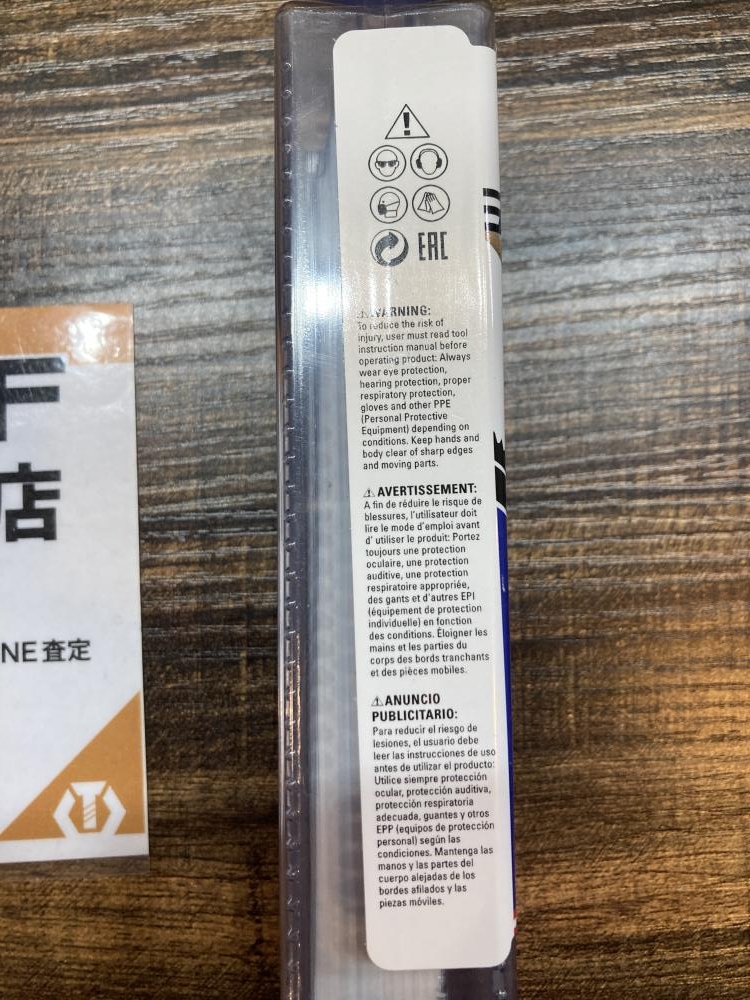 EAC
WARNING:
To reduce the risk of
injury, user must read tool
instruction manual before
operating product: Always
wear eye protection,
hearing protection, proper
respiratory protection,
gloves and other PPE
(Personal Protective
Equipment) depending on
conditions. Keep hands and
body clear of sharp edges
and moving parts.
AVERTISSEMENT:
A fin de réduire le risque de
blessures, l'utilisateur doit
lire le mode d'emploi avant
d' utiliser le produit: Portez
toujours une protection
oculaire, une protection
auditive, une protection
respiratoire appropriée,
des gants et d'autres EPI
(équipement de protection
individuelle) en fonction
des conditions. Éloigner les
mains et les parties du
corps des bords tranchants
et des pièces mobiles.
ANUNCIO
PUBLICITARIO:
Para reducir el riesgo de
lesiones, el usuario debe
leer las instrucciones de uso
antes de utilizar el producto:
Utilice siempre protección
ocular, protección auditiva,
protección respiratoria
adecuada, guantes y otros
EPP (equipos de protección
personal) según las
condiciones. Mantenga las
manos y las partes del
cuerpo alejadas de los
bordes afilados y las
piezas móviles.
店
NE査定